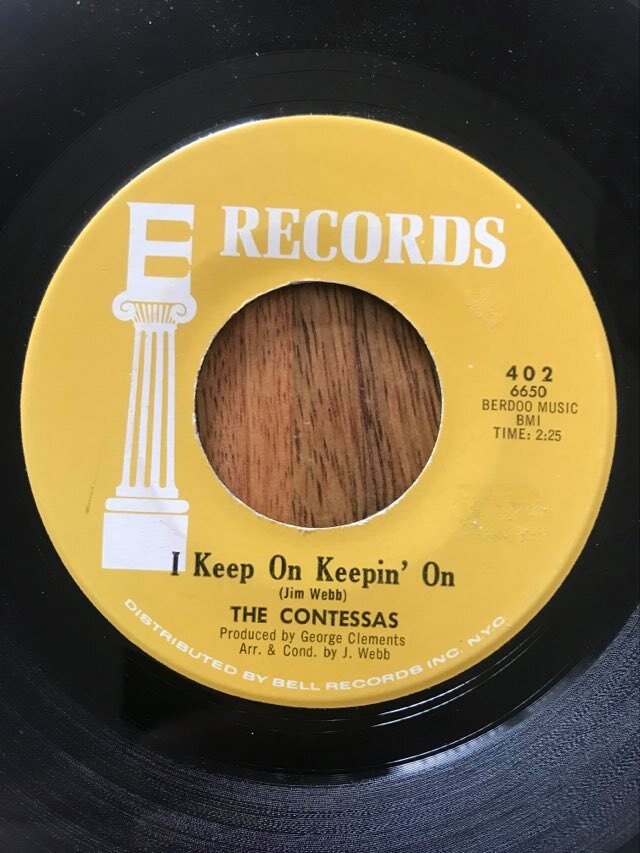 E RECORDS
402
6650
BERDOO MUSIC
BMI
TIME: 2:25
I Keep On Keepin' On
(Jim Webb)
THE CONTESSAS
Produced by George Clements
Arr. & Cond. by J. Webb
DISTRIBUTED BY BELL RECORDS INC. N.Y.C.